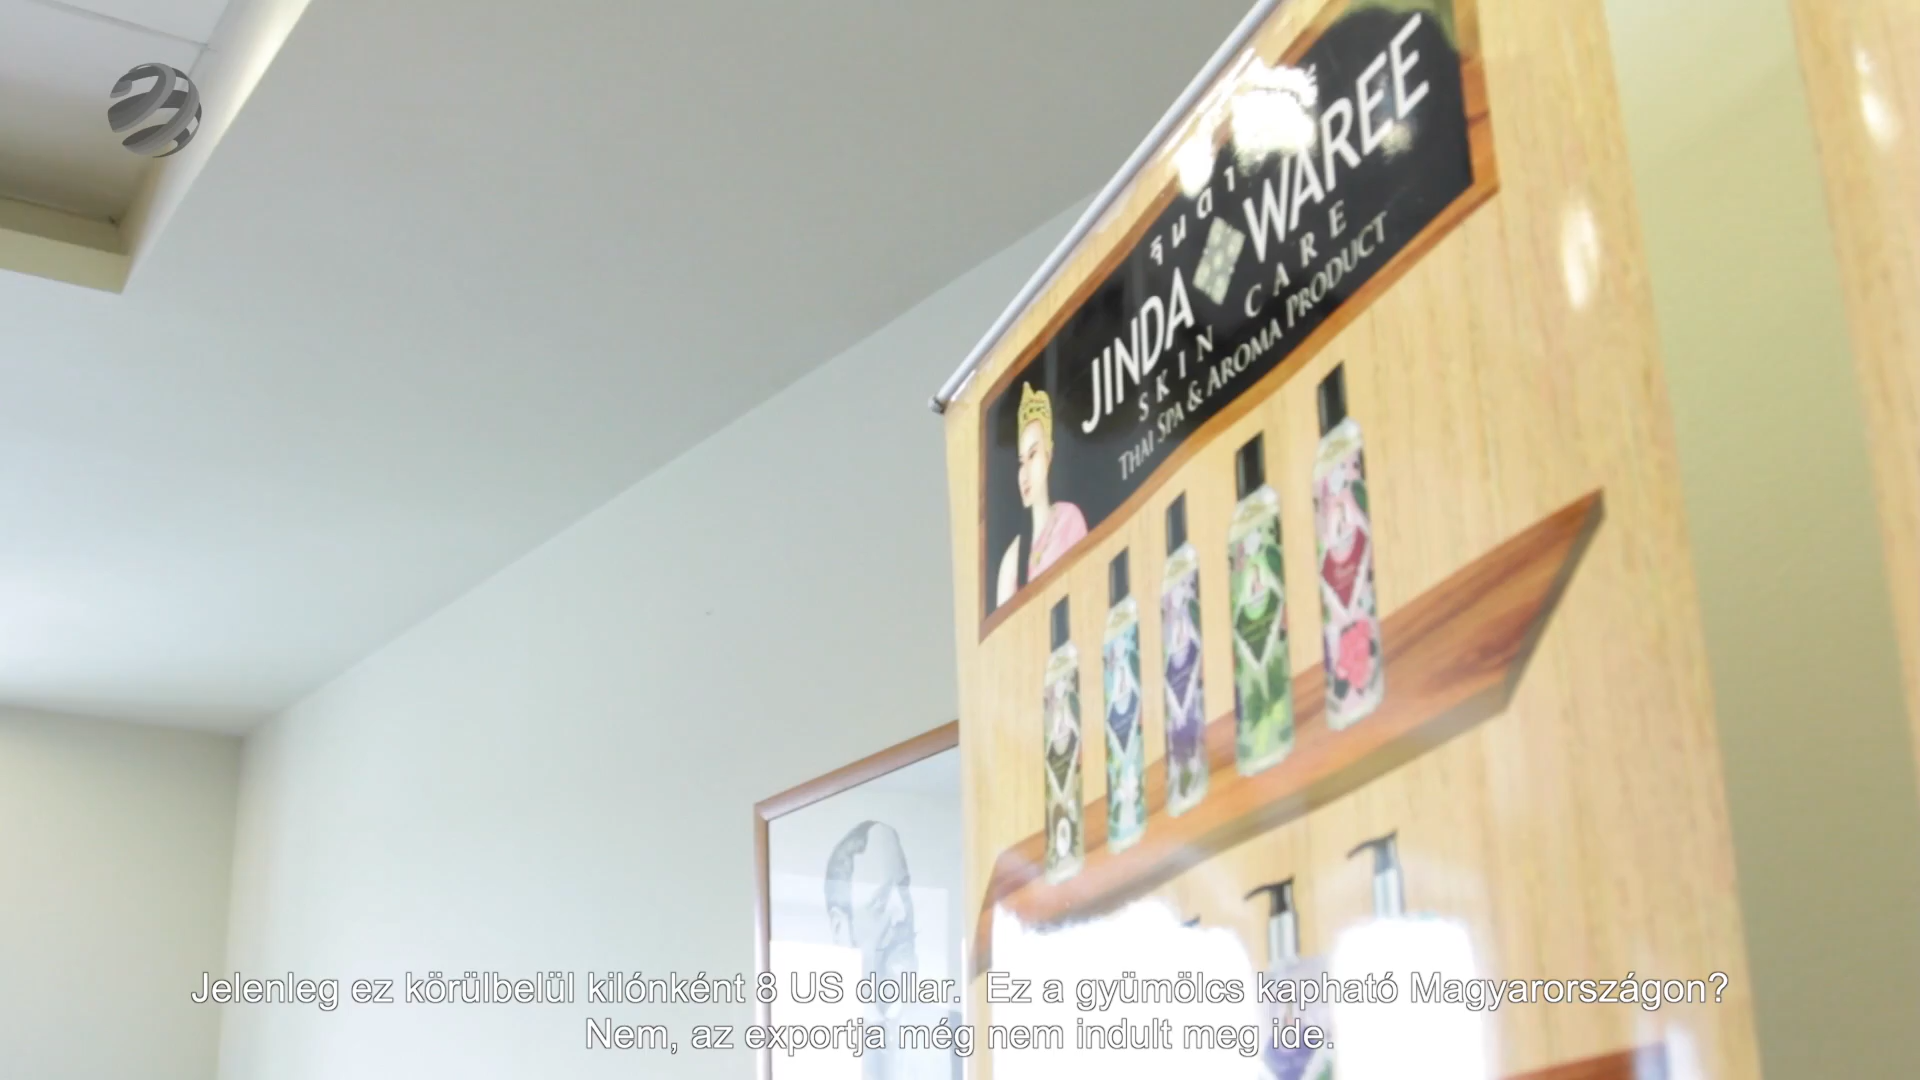 JINDA WAREE
SKIN CARE
THAI SPA & AROMA PRODUCT
Jelenleg ez körülbelül kilónként 8 US dollar. Ez a gyümölcs kapható Magyarországon?
Nem, az exportja még nem indult meg ide.